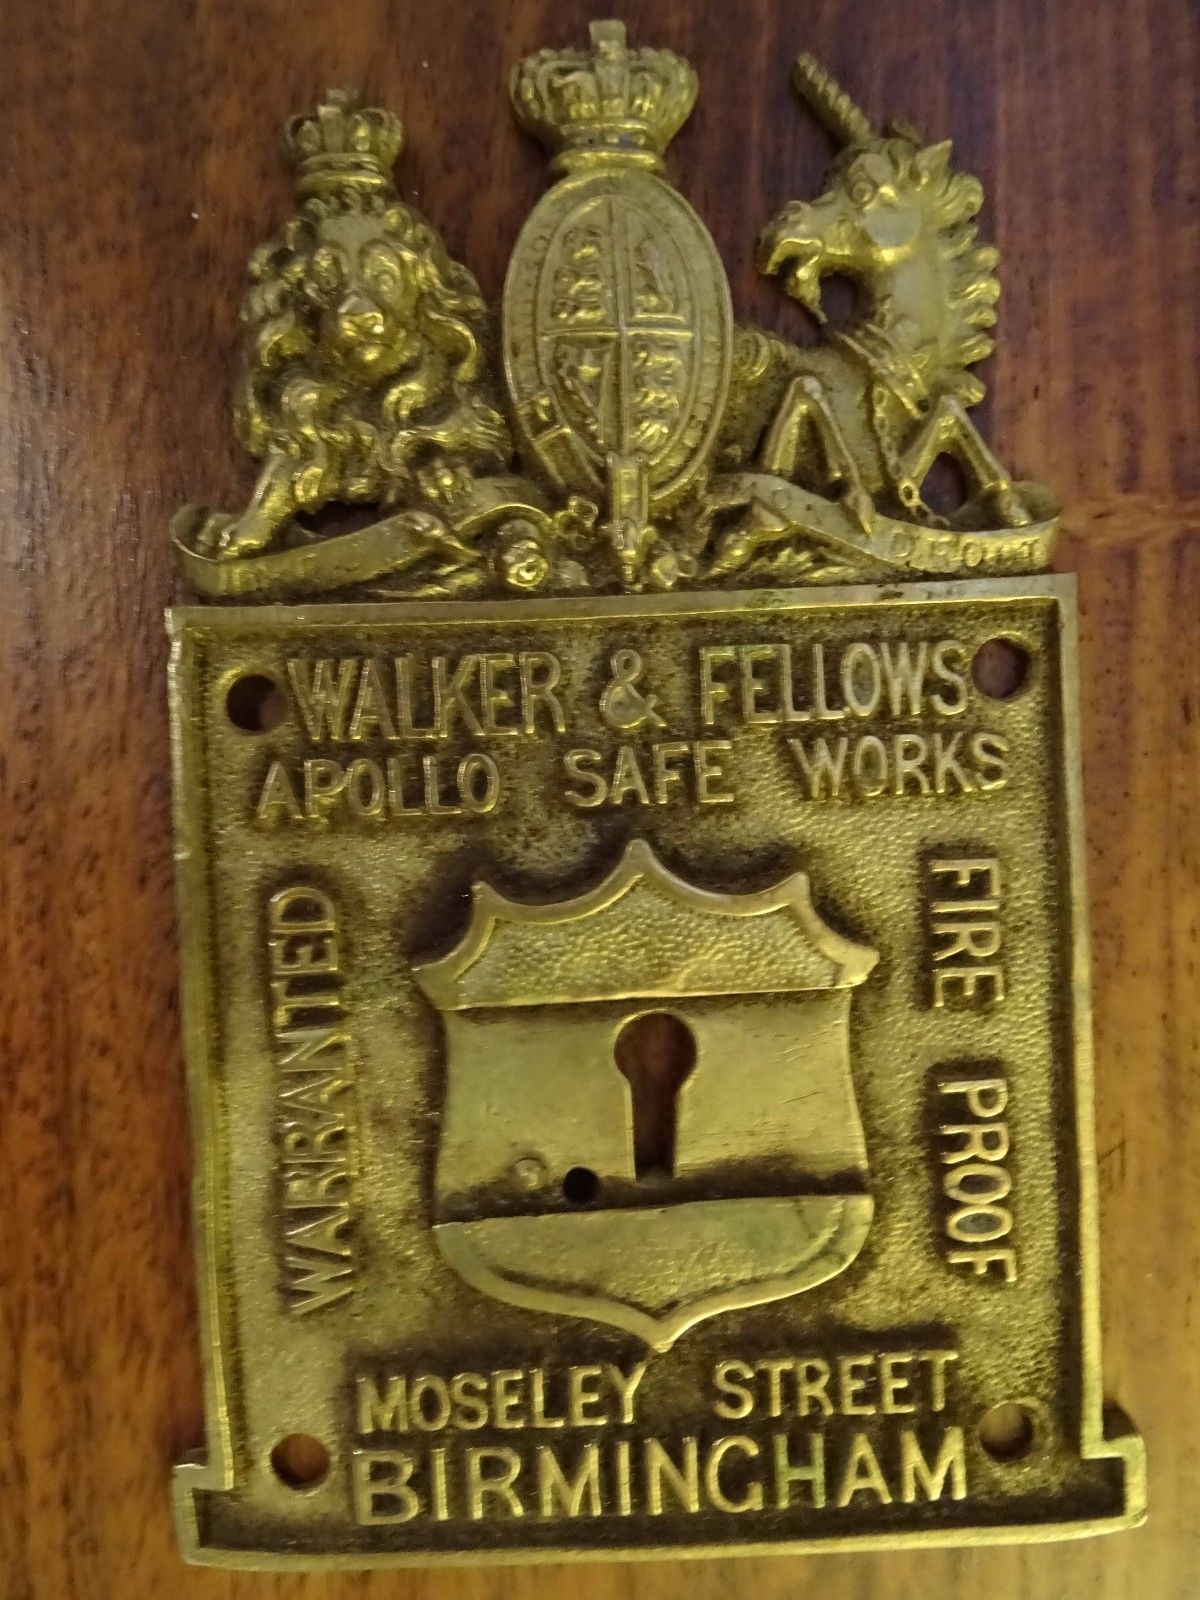 WALKER & FELLOWS
APOLLO SAFE WORKS
WARRANTED
FIRE PROOF
MOSELEY STREET
BIRMINGHAM